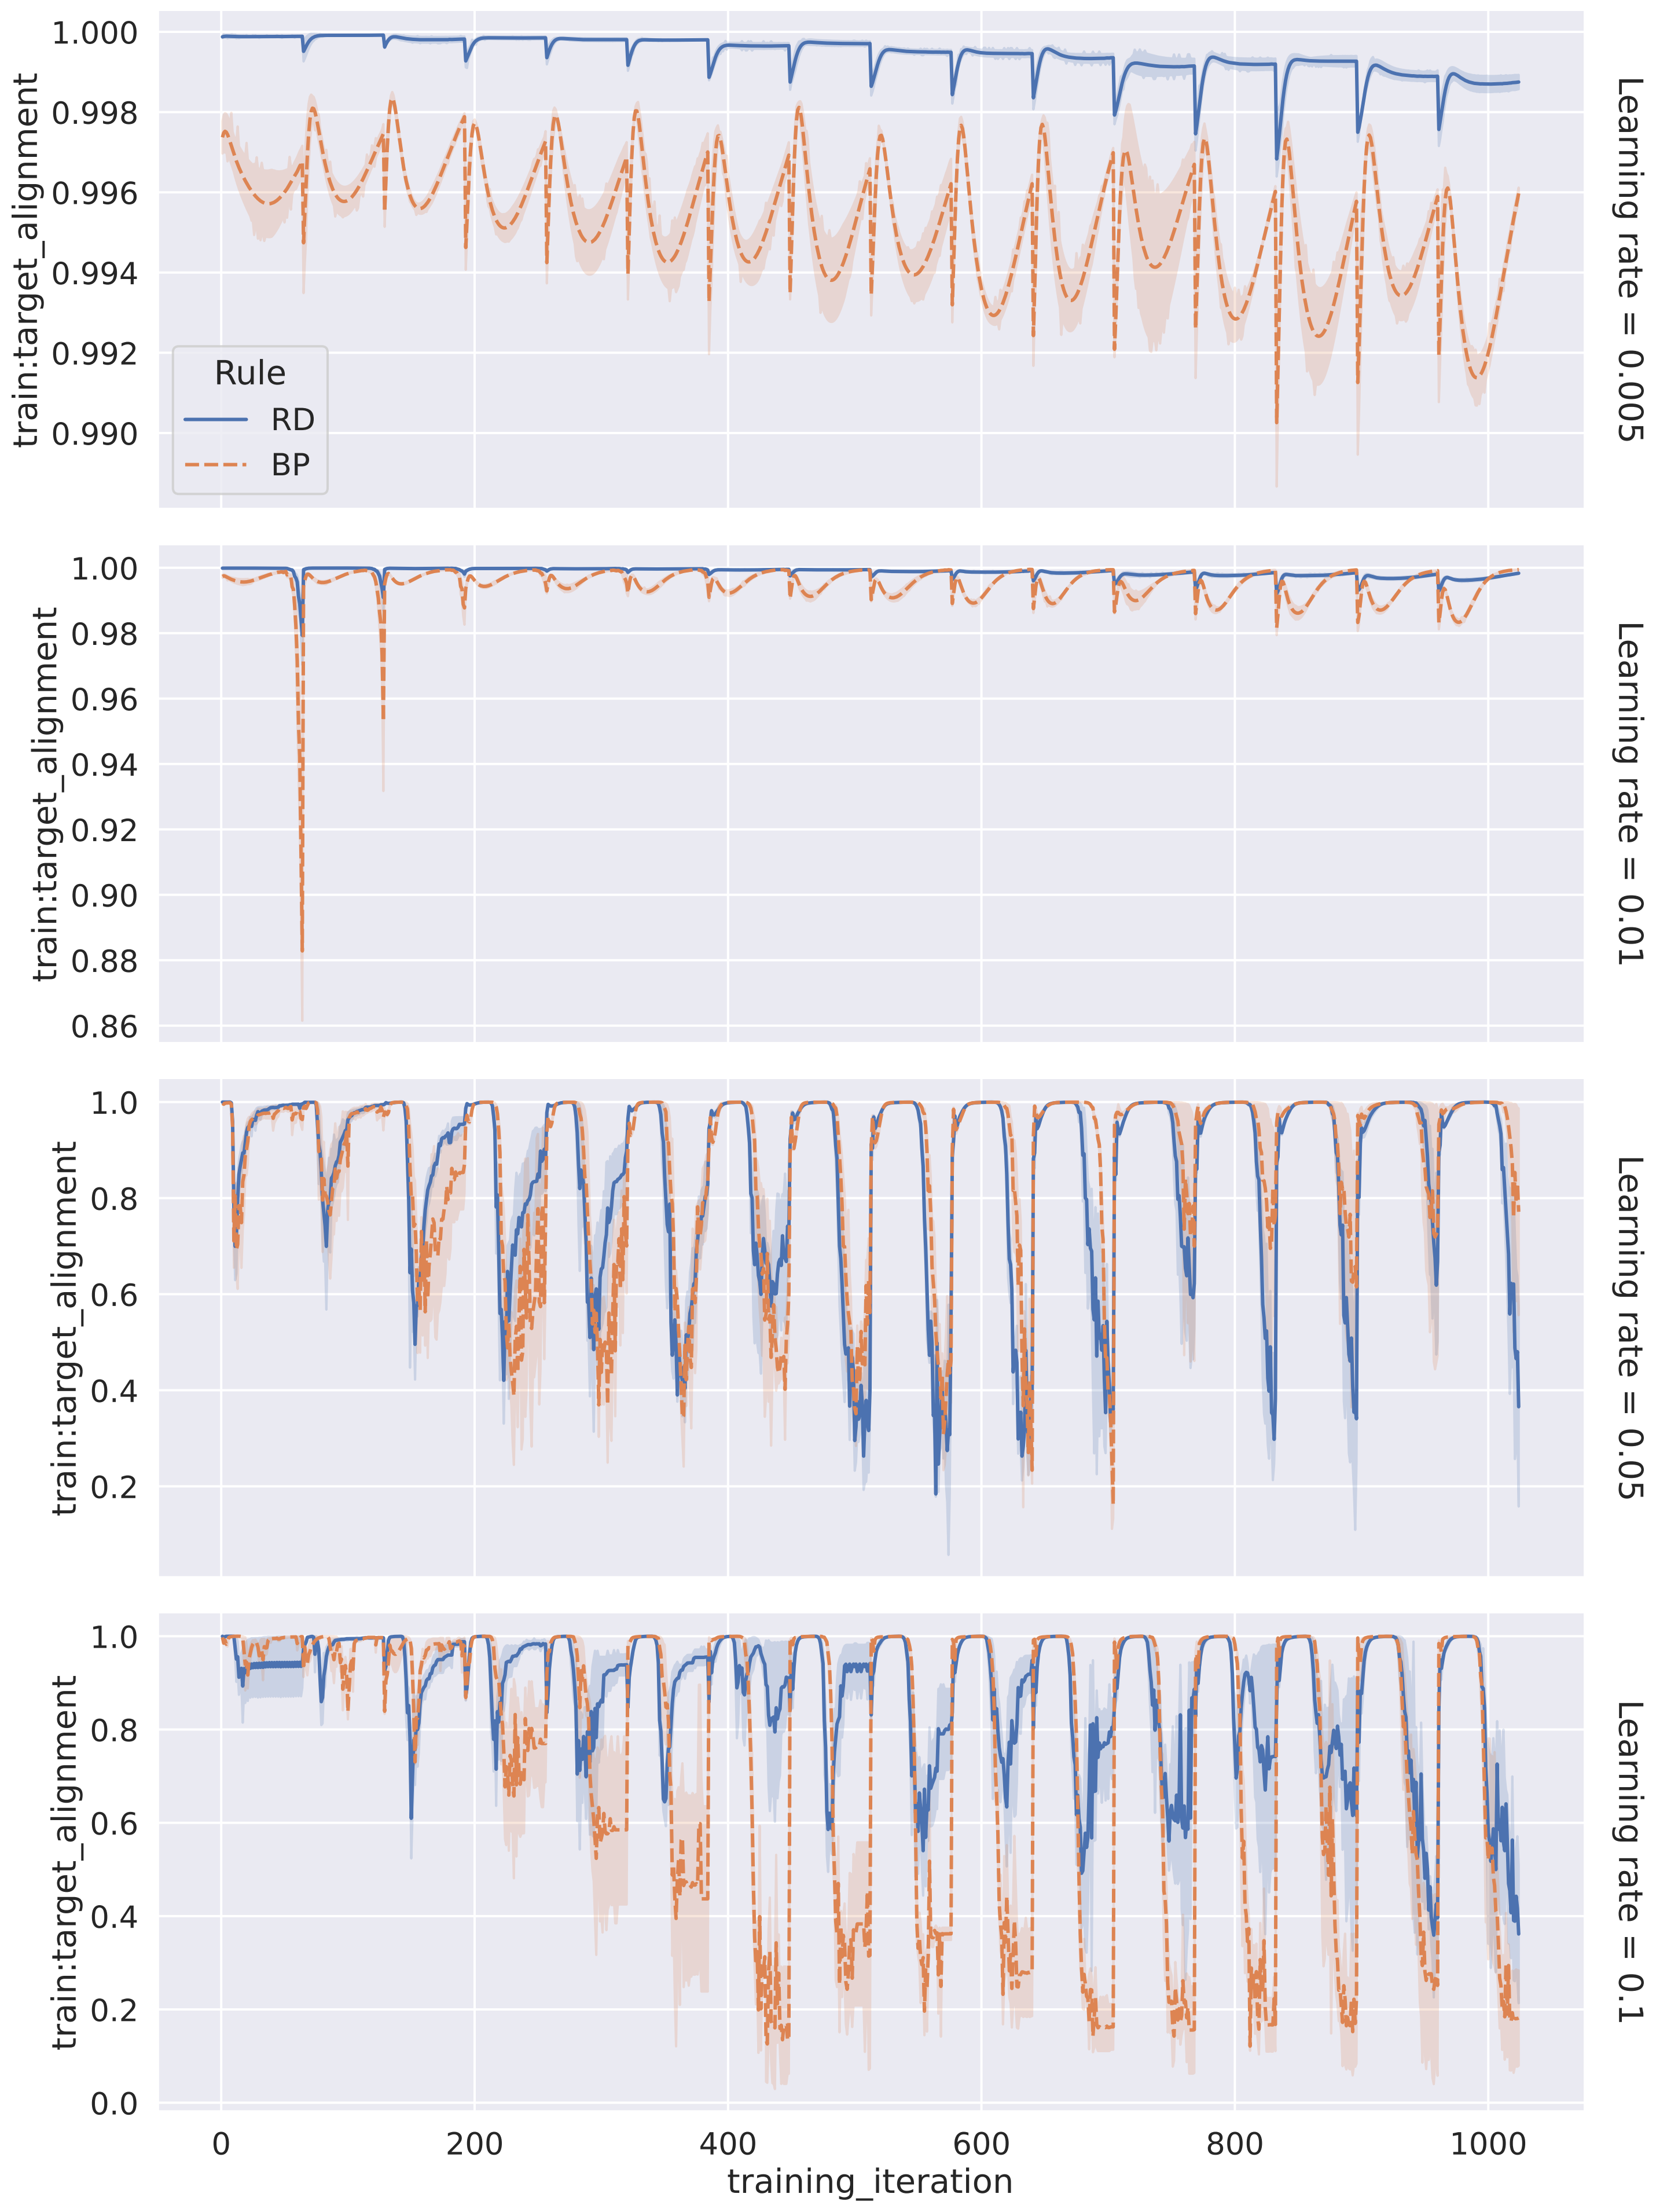 1.000
0.998
0.996
0.994
0.992
0.990
train:target_alignment
Rule
RD
BP
Learning rate = 0.005
1.00
0.98
0.96
0.94
0.92
0.90
0.88
0.86
train:target_alignment
Learning rate = 0.01
1.0
0.8
0.6
0.4
0.2
train:target_alignment
Learning rate = 0.05
1.0
0.8
0.6
0.4
0.2
0.0
train:target_alignment
Learning rate = 0.1
0 200 400 600 800 1000
training_iteration